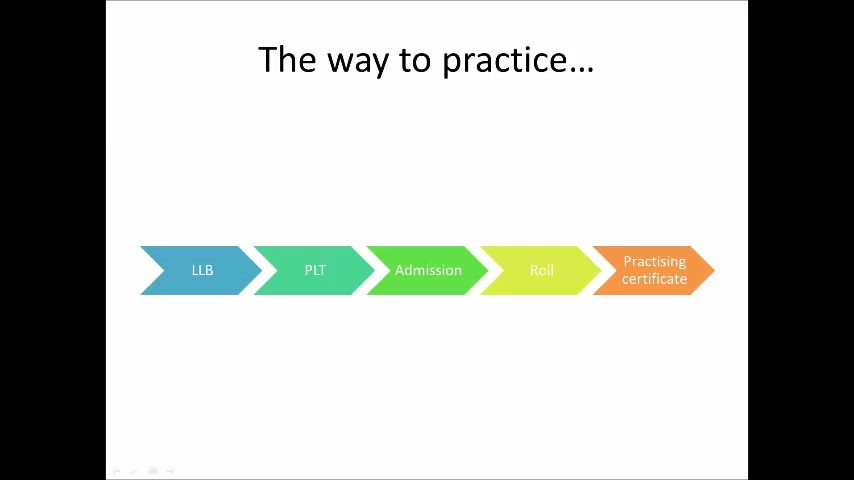 The way to practice...
LLB
PLT
Admission
Roll
Practising
certificate